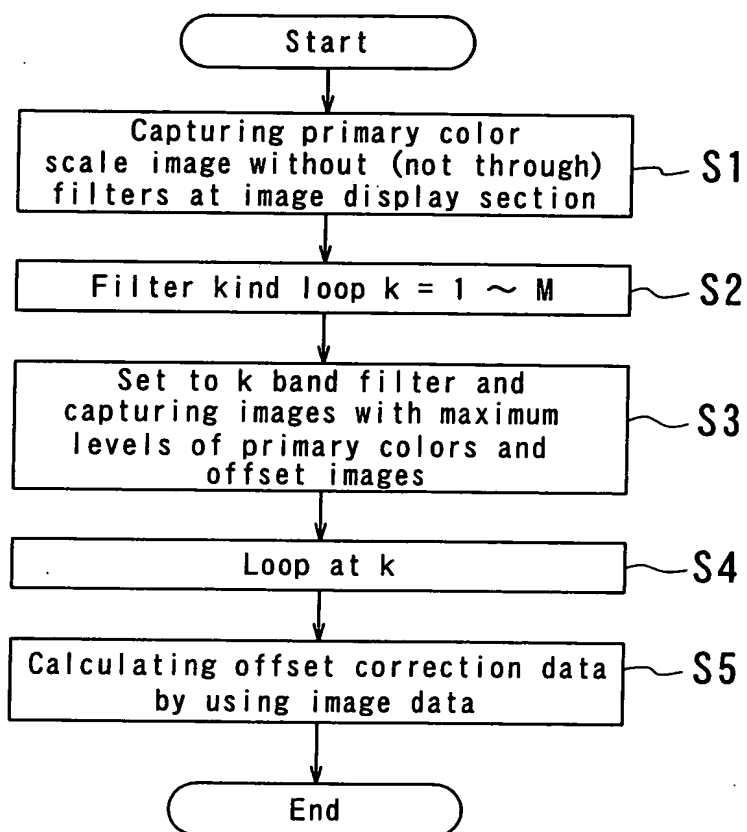 Start
Capturing primary color
scale image without (not through)
filters at image display section
S1
Filter kind loop k = 1 ~ M
S2
Set to k band filter and
capturing images with maximum
levels of primary colors and
offset images
S3
Loop at k
S4
Calculating offset correction data
by using image data
S5
End